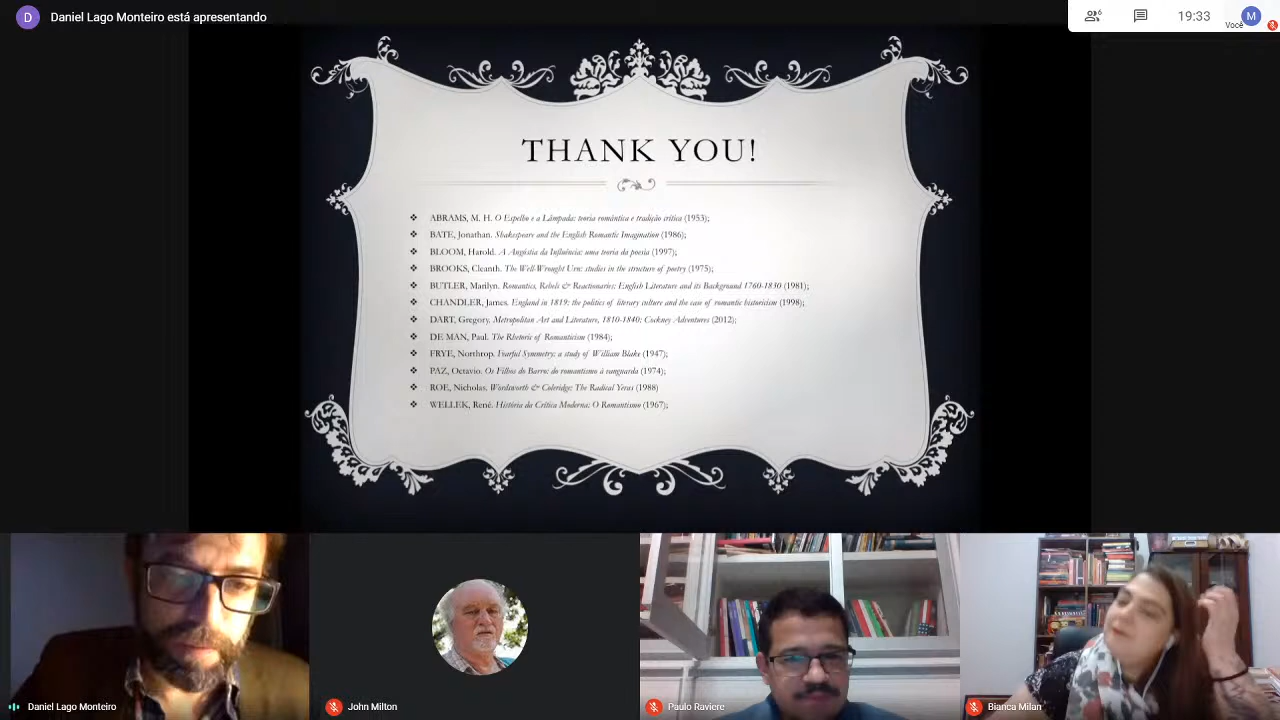 D Daniel Lago Monteiro está apresentando
6
19:33
Você
M
THANK YOU!
❖ ABRAMS, M. H. O Espelho e a Lâmpada: teoria romântica e tradição crítica (1953);
❖ BATE, Jonathan. Shakespeare and the English Romantic Imagination (1986);
❖ BLOOM, Harold. A Angústia da Influência: uma teoria da poesia (1997);
❖ BROOKS, Cleanth. The Well-Wrought Urn: studies in the structure of poetry (1975);
❖ BUTLER, Marilyn. Romantics, Rebels & Reactionaries: English Literature and its Background 1760-1830 (1981);
❖ CHANDLER, James. England in 1819: the politics of literary culture and the case of romantic historicism (1998);
❖ DART, Gregory. Metropolitan Art and Literature, 1810-1840: Cockney Adventures (2012);
❖ DE MAN, Paul. The Rhetoric of Romanticism (1984);
❖ FRYE, Northrop. Fearful Symmetry: a study of William Blake (1947);
❖ PAZ, Octavio. Os Filhos do Barro: do romantismo à vanguarda (1974);
❖ ROE, Nicholas. Wordsworth & Coleridge: The Radical Years (1988)
❖ WELLEK, René. História da Crítica Moderna: O Romantismo (1967);
Daniel Lago Monteiro
John Milton
Paulo Raviere
Bianca Milan